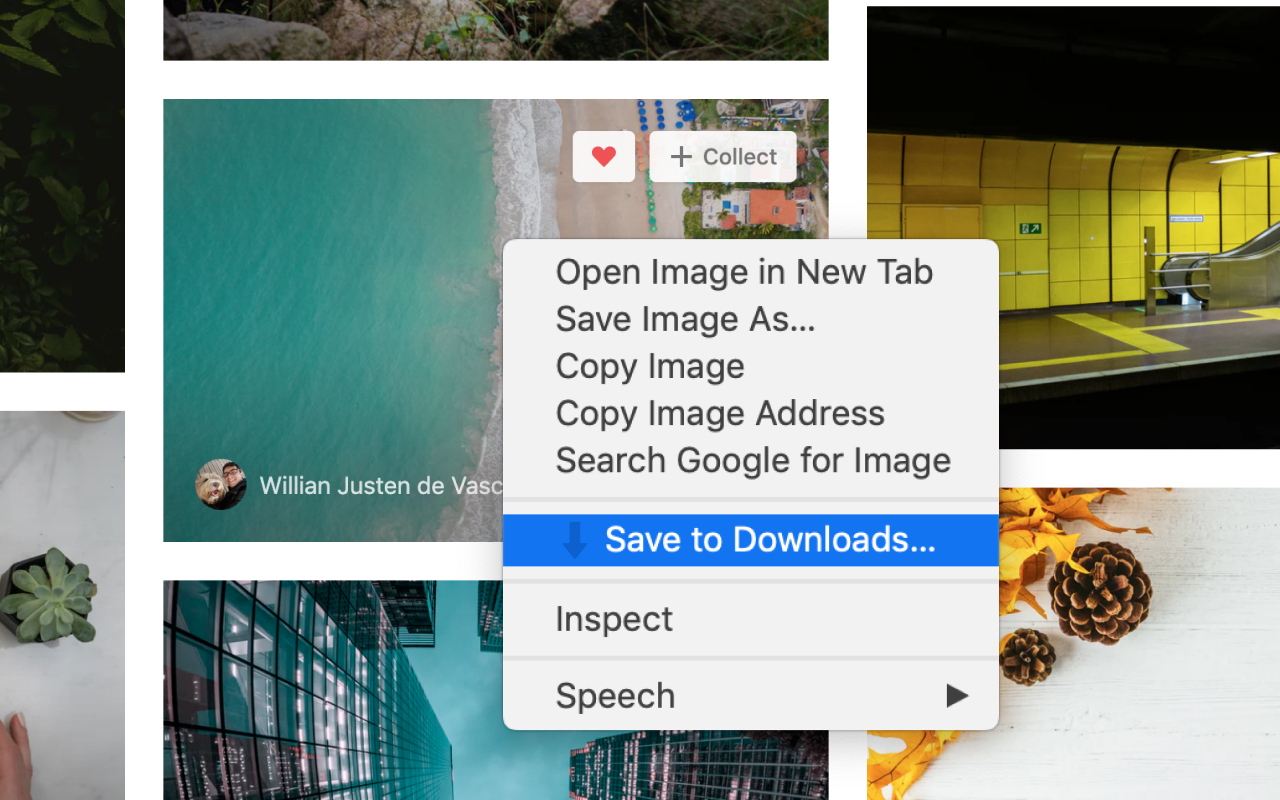 Collect
Open Image in New Tab
Save Image As...
Copy Image
Copy Image Address
Search Google for Image
Willian Justen de Vasc
Save to Downloads...
Inspect
Speech